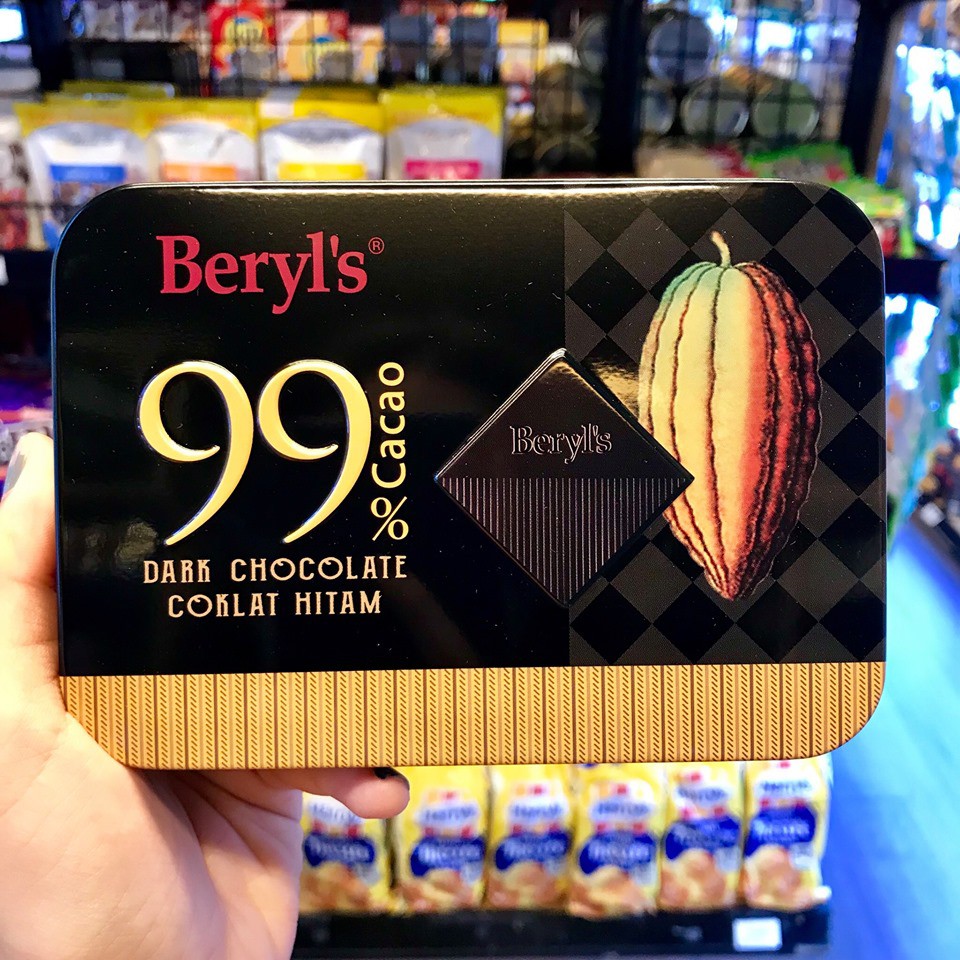 Beryl's®
99
% Cacao
DARK CHOCOLATE
COKLAT HITAM
Beryl's